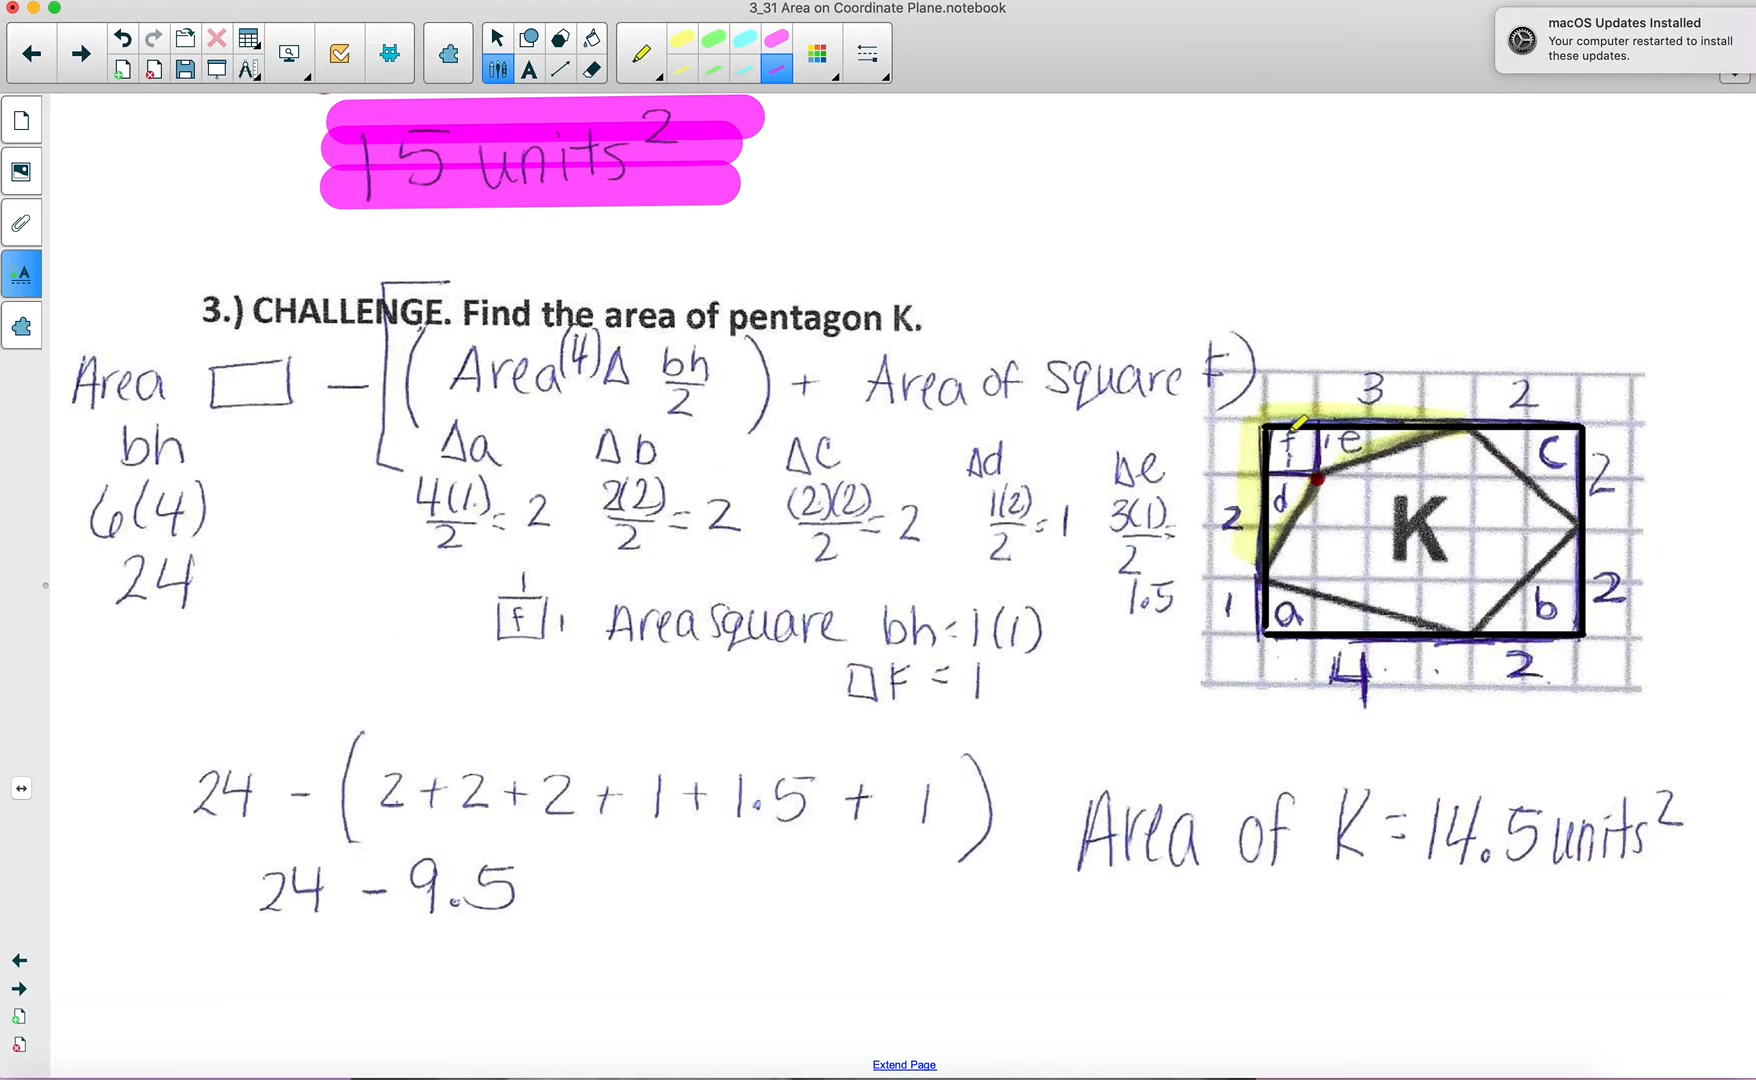 3_31 Area on Coordinate Plane.notebook
macOS Updates Installed
Your computer restarted to install
these updates.
15 units²
3.) CHALLENGE. Find the area of pentagon K.
Area ▭ − [ ( Area (4) Δ bh/2 ) + Area of square F)
bh
6(4)
24
Δa Δb Δc Δd Δe
4(1)/2 = 2 2(2)/2 = 2 (2)(2)/2 = 2 1(2)/2 = 1 3(1)/2 =
1.5
1
f 1 Area square bh = 1(1)
□ F = 1
3 2
f 1 e c 2
1
d
2 K
1 a b 2
4 2
24 − ( 2 + 2 + 2 + 1 + 1.5 + 1 )
24 − 9.5
Area of K = 14.5 units²
Extend Page